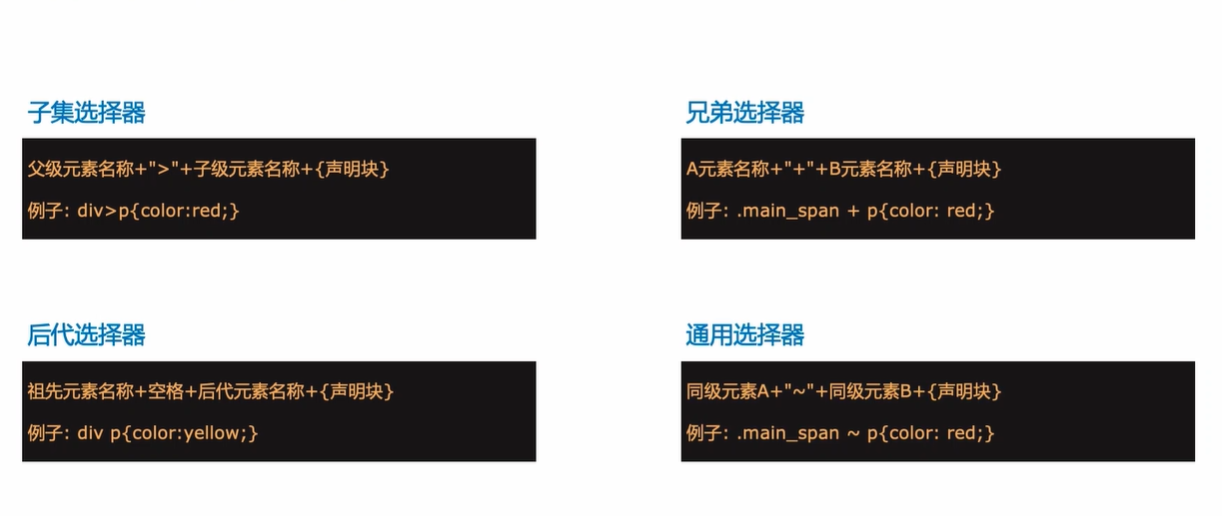 子集选择器
父级元素名称+">"+子级元素名称+{声明块}
例子: div>p{color:red;}
兄弟选择器
A元素名称+"+"+B元素名称+{声明块}
例子: .main_span + p{color: red;}
后代选择器
祖先元素名称+空格+后代元素名称+{声明块}
例子: div p{color:yellow;}
通用选择器
同级元素A+"~"+同级元素B+{声明块}
例子: .main_span ~ p{color: red;}